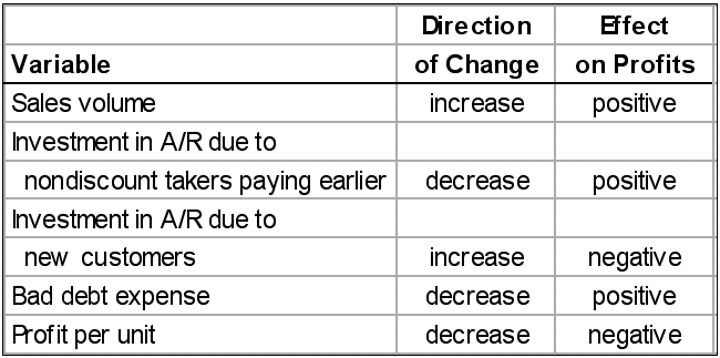 Direction Effect
Variable of Change on Profits
Sales volume increase positive
Investment in A/R due to
nondiscount takers paying earlier decrease positive
Investment in A/R due to
new customers increase negative
Bad debt expense decrease positive
Profit per unit decrease negative